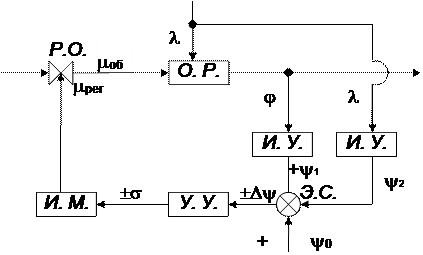 λ
Р.О.
μоб
О. Р.
μрег
φ
λ
И. У.
И. У.
+ψ1
ψ2
И. М.
±σ
У. У.
±Δψ
Э.С.
+
ψ0